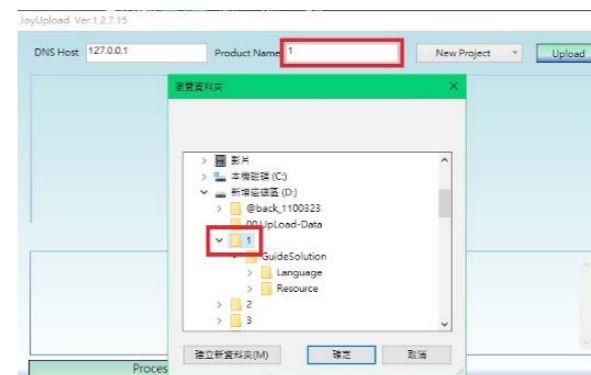 JoyUpload Ver:1.2.7.15
DNS Host 127.0.0.1 Product Name 1 New Project Upload
瀏覽資料夾
影片
本機磁碟 (C:)
新增磁碟區 (D:)
@back_1100323
00.UpLoad-Data
1
GuideSolution
Language
Resource
2
3
建立新資料夾(M) 確定 取消
Proces